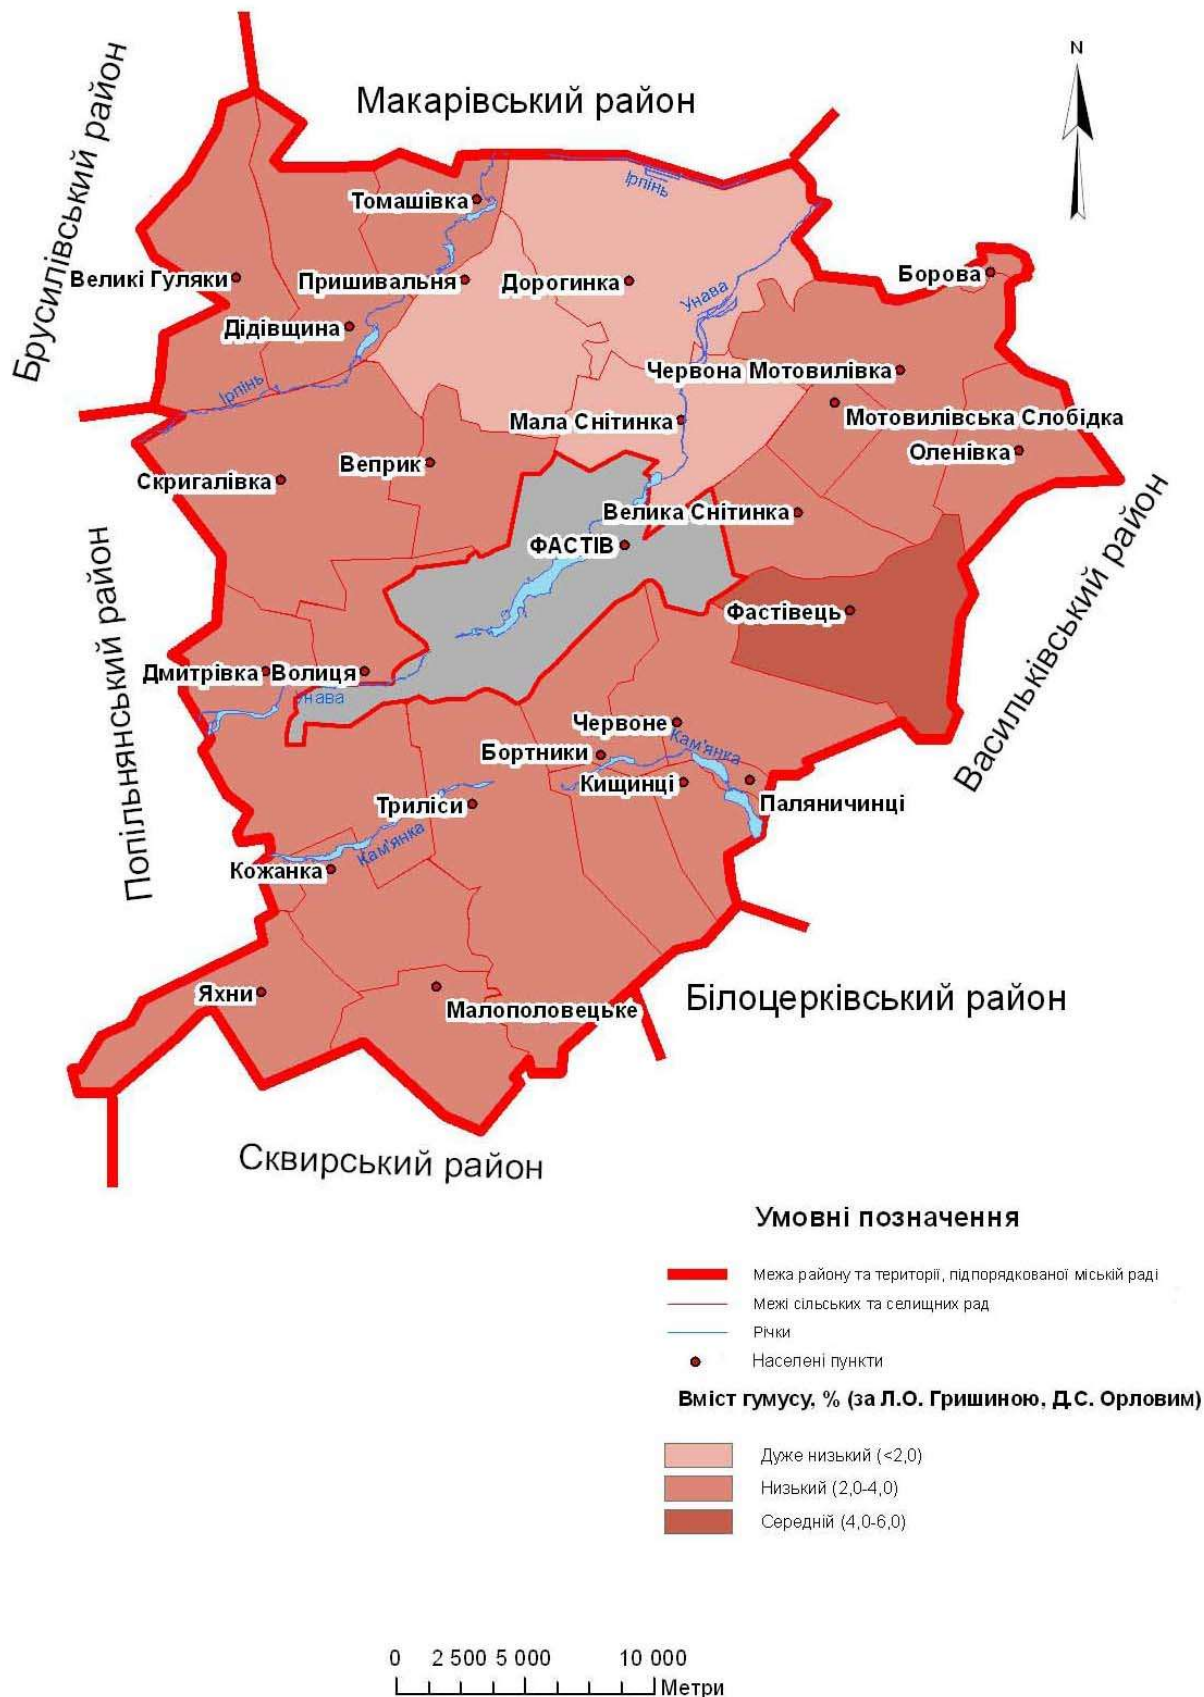 N
Макарівський район
Брусилівський район
Ірпінь
Томашівка
Великі Гуляки
Пришивальня
Дорогинка
Борова
Унава
Дідівщина
Ірпінь
Червона Мотовилівка
Мала Снітинка
Мотовилівська Слобідка
Оленівка
Веприк
Скригалівка
Велика Снітинка
ФАСТІВ
Попільнянський район
Васильківський район
Фастівець
Дмитрівка
Волиця
Унава
Червоне
Кам'янка
Бортники
Кищинці
Паляничинці
Триліси
Кам'янка
Кожанка
Яхни
Малополовецьке
Білоцерківський район
Сквирський район
Умовні позначення
Межа району та території, підпорядкованої міській раді
Межі сільських та селищних рад
Річки
Населені пункти
Вміст гумусу, % (за Л.О. Гришиною, Д.С. Орловим)
Дуже низький (<2,0)
Низький (2,0-4,0)
Середній (4,0-6,0)
0 2 500 5 000 10 000
Метри